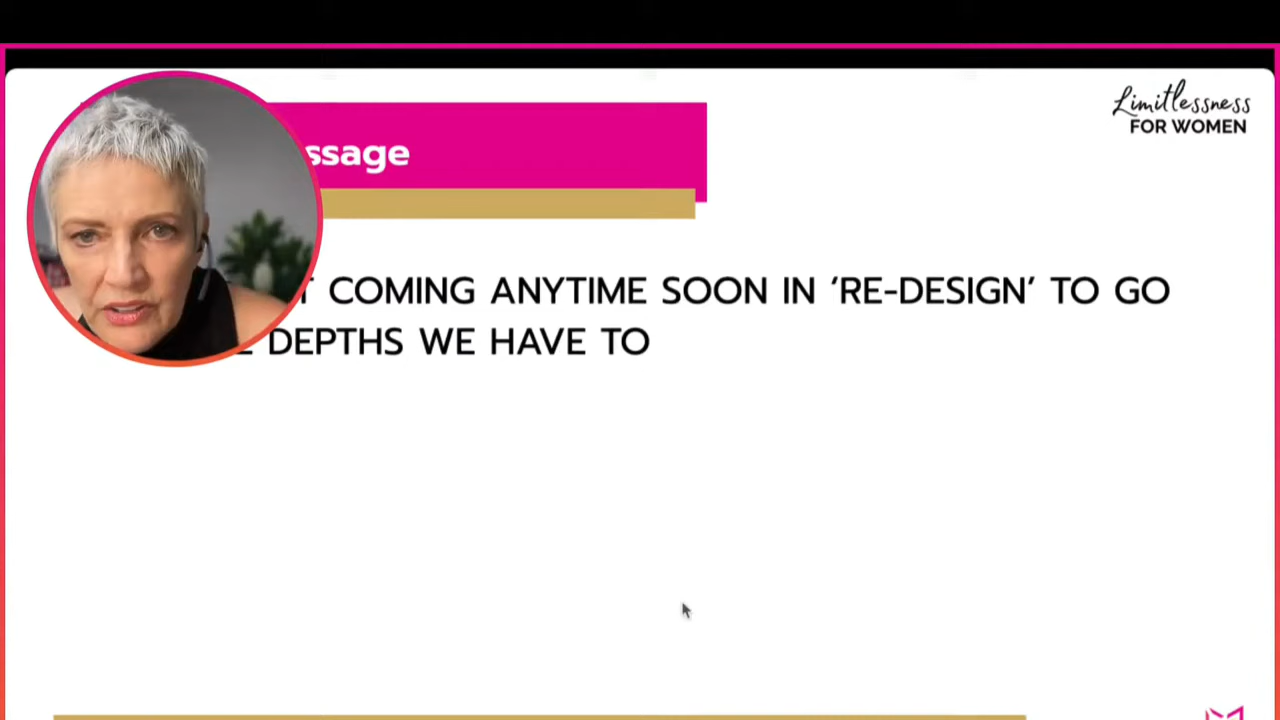 Limitlessness
FOR WOMEN
ssage
T COMING ANYTIME SOON IN ‘RE-DESIGN’ TO GO
DEPTHS WE HAVE TO